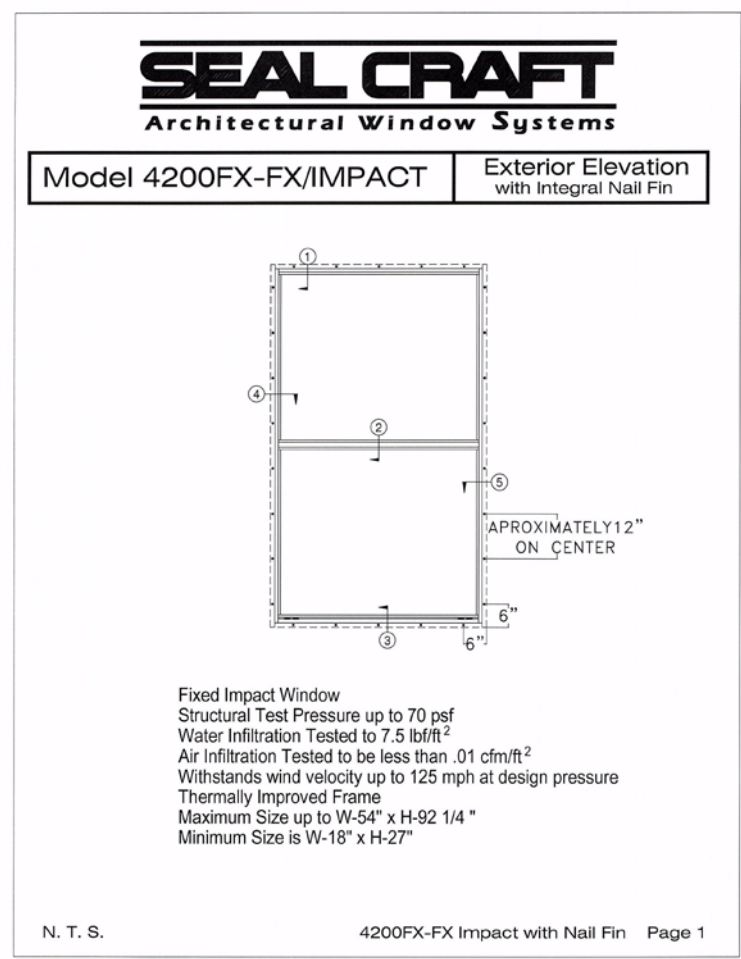 SEAL CRAFT
Architectural Window Systems
Model 4200FX-FX/IMPACT
Exterior Elevation
with Integral Nail Fin
1
4
2
5
APROXIMATELY12"
ON CENTER
6"
3
6"
Fixed Impact Window
Structural Test Pressure up to 70 psf
Water Infiltration Tested to 7.5 lbf/ft²
Air Infiltration Tested to be less than .01 cfm/ft²
Withstands wind velocity up to 125 mph at design pressure
Thermally Improved Frame
Maximum Size up to W-54" x H-92 1/4 "
Minimum Size is W-18" x H-27"
N. T. S.
4200FX-FX Impact with Nail Fin Page 1